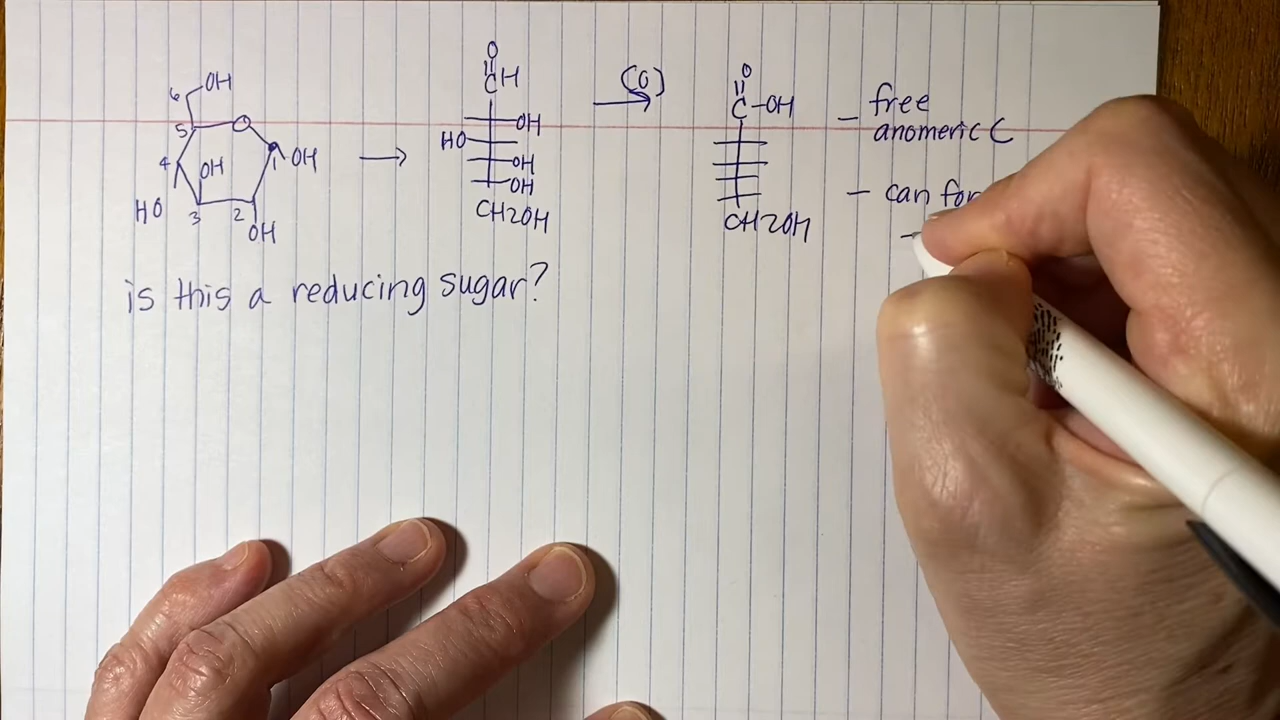 6 OH
5 O
4 OH 1 OH
HO 3 2
OH
O
CH
OH
HO
OH
OH
CH2OH
(O)
O
C-OH
CH2OH
- free
anomeric C
- can
is this a reducing sugar?